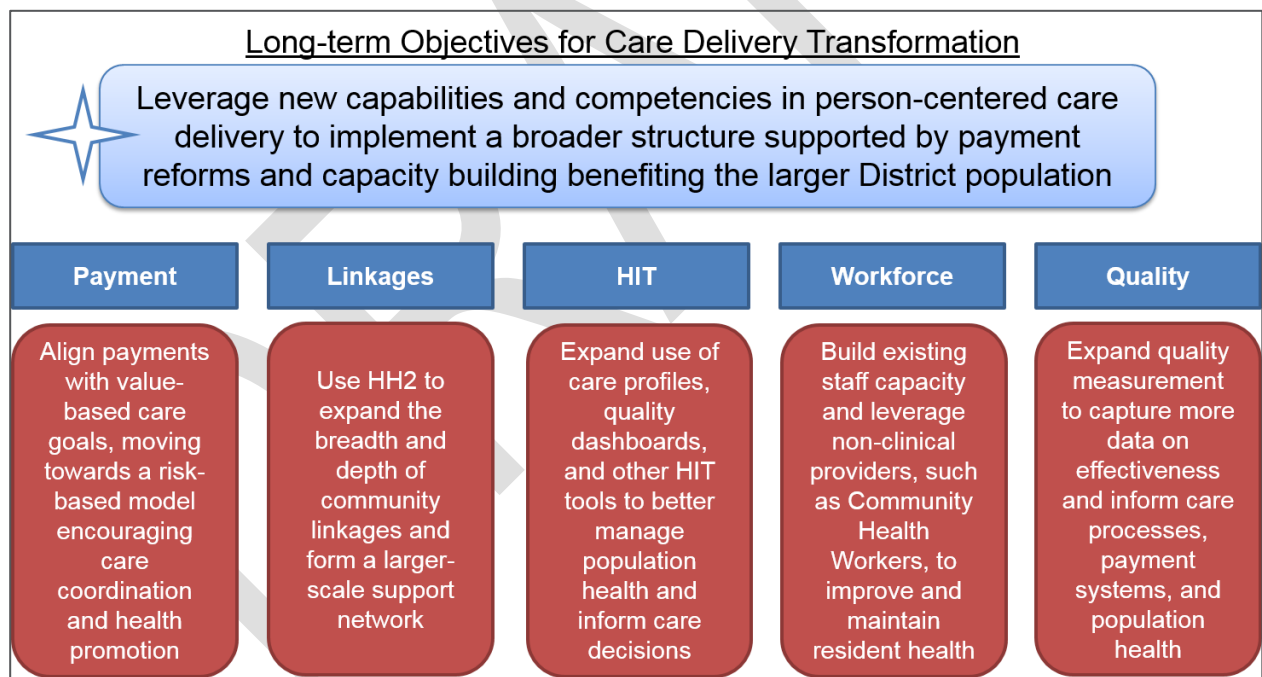 Long-term Objectives for Care Delivery Transformation
Leverage new capabilities and competencies in person-centered care
delivery to implement a broader structure supported by payment
reforms and capacity building benefiting the larger District population
Payment
Linkages
HIT
Workforce
Quality
Align payments
with value-
based care
goals, moving
towards a risk-
based model
encouraging
care
coordination
and health
promotion
Use HH2 to
expand the
breadth and
depth of
community
linkages and
form a larger-
scale support
network
Expand use of
care profiles,
quality
dashboards,
and other HIT
tools to better
manage
population
health and
inform care
decisions
Build existing
staff capacity
and leverage
non-clinical
providers, such
as Community
Health
Workers, to
improve and
maintain
resident health
Expand quality
measurement
to capture more
data on
effectiveness
and inform care
processes,
payment
systems, and
population
health